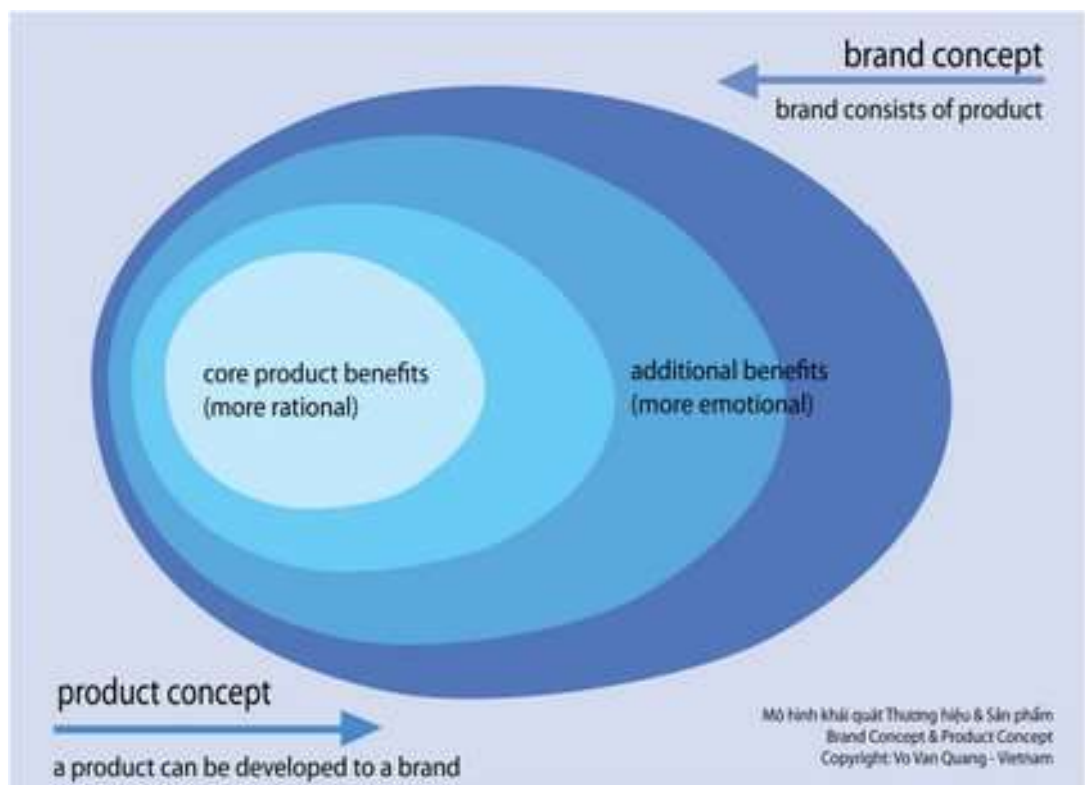 brand concept
brand consists of product
core product benefits
(more rational)
additional benefits
(more emotional)
product concept
a product can be developed to a brand
Mô hình khái quát Thương hiệu & Sản phẩm
Brand Concept & Product Concept
Copyright: Vo Van Quang - Vietnam